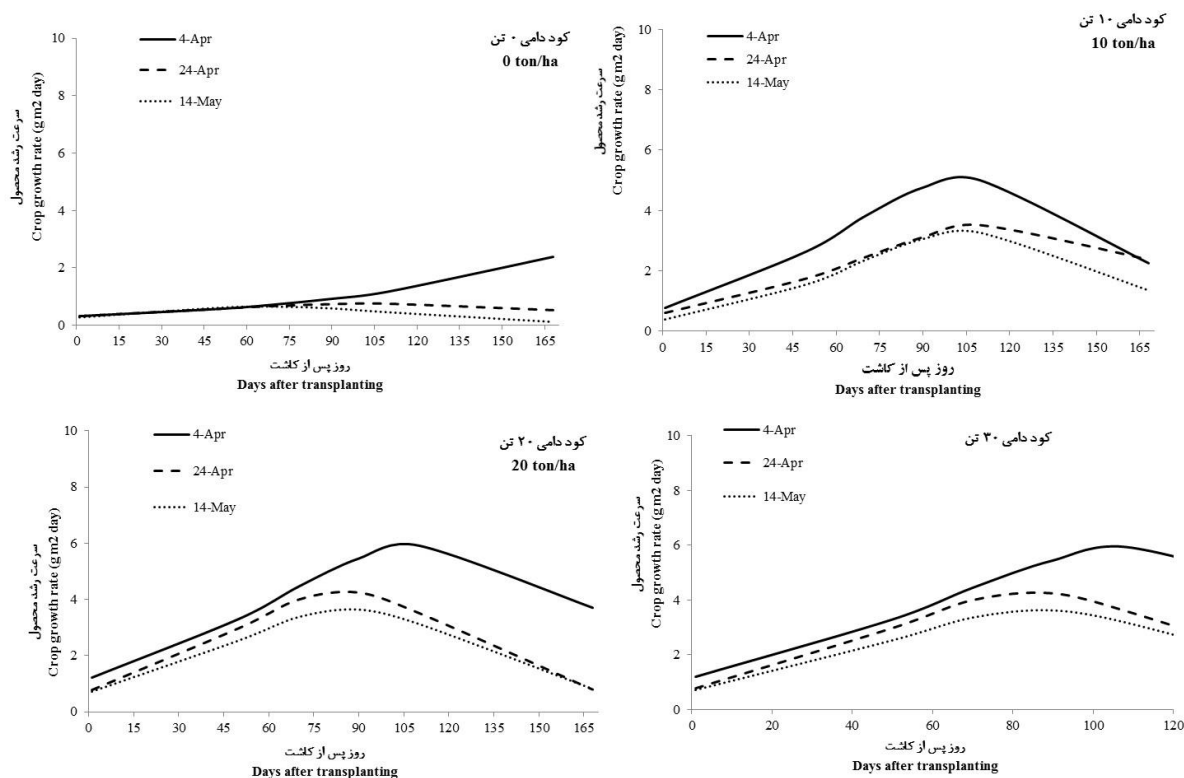 کود دامی ۰ تن
0 ton/ha
4-Apr
24-Apr
14-May
سرعت رشد محصول
Crop growth rate (g m2 day)
10
8
6
4
2
0
0 15 30 45 60 75 90 105 120 135 150 165
روز پس از کاشت
Days after transplanting
کود دامی ۱۰ تن
10 ton/ha
4-Apr
24-Apr
14-May
سرعت رشد محصول
Crop growth rate (g m2 day)
10
8
6
4
2
0
0 15 30 45 60 75 90 105 120 135 150 165
روز پس از کاشت
Days after transplanting
کود دامی ۲۰ تن
20 ton/ha
4-Apr
24-Apr
14-May
سرعت رشد محصول
Crop growth rate (g m2 day)
10
8
6
4
2
0
0 15 30 45 60 75 90 105 120 135 150 165
روز پس از کاشت
Days after transplanting
کود دامی ۳۰ تن
4-Apr
24-Apr
14-May
سرعت رشد محصول
Crop growth rate (g m2 day)
10
8
6
4
2
0
0 20 40 60 80 100 120
روز پس از کاشت
Days after transplanting